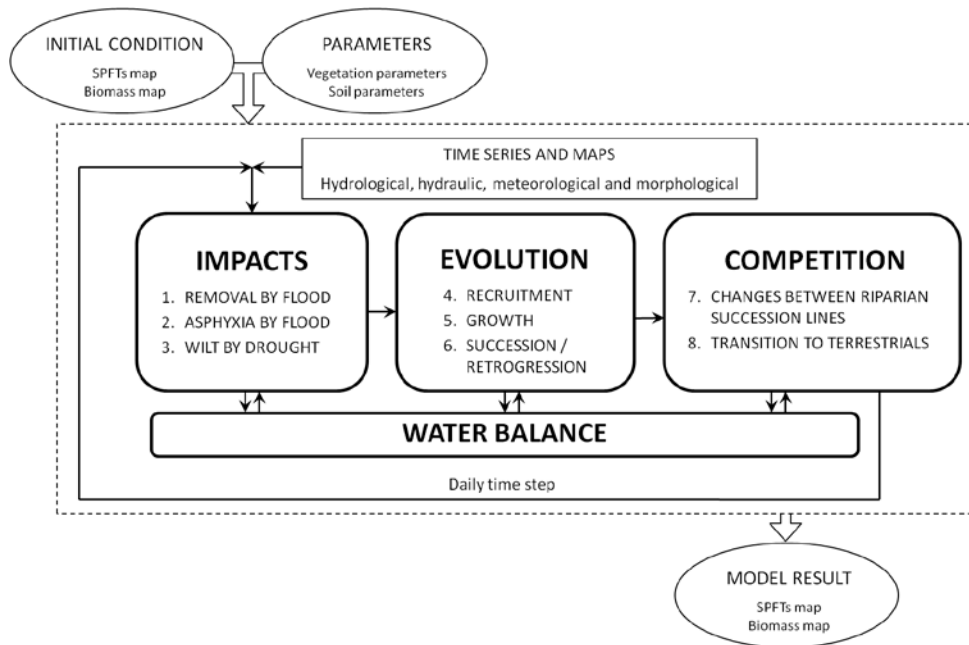 INITIAL CONDITION
SPFTs map
Biomass map
PARAMETERS
Vegetation parameters
Soil parameters
TIME SERIES AND MAPS
Hydrological, hydraulic, meteorological and morphological
IMPACTS
1. REMOVAL BY FLOOD
2. ASPHYXIA BY FLOOD
3. WILT BY DROUGHT
EVOLUTION
4. RECRUITMENT
5. GROWTH
6. SUCCESSION /
RETROGRESSION
COMPETITION
7. CHANGES BETWEEN RIPARIAN
SUCCESSION LINES
8. TRANSITION TO TERRESTRIALS
WATER BALANCE
Daily time step
MODEL RESULT
SPFTs map
Biomass map